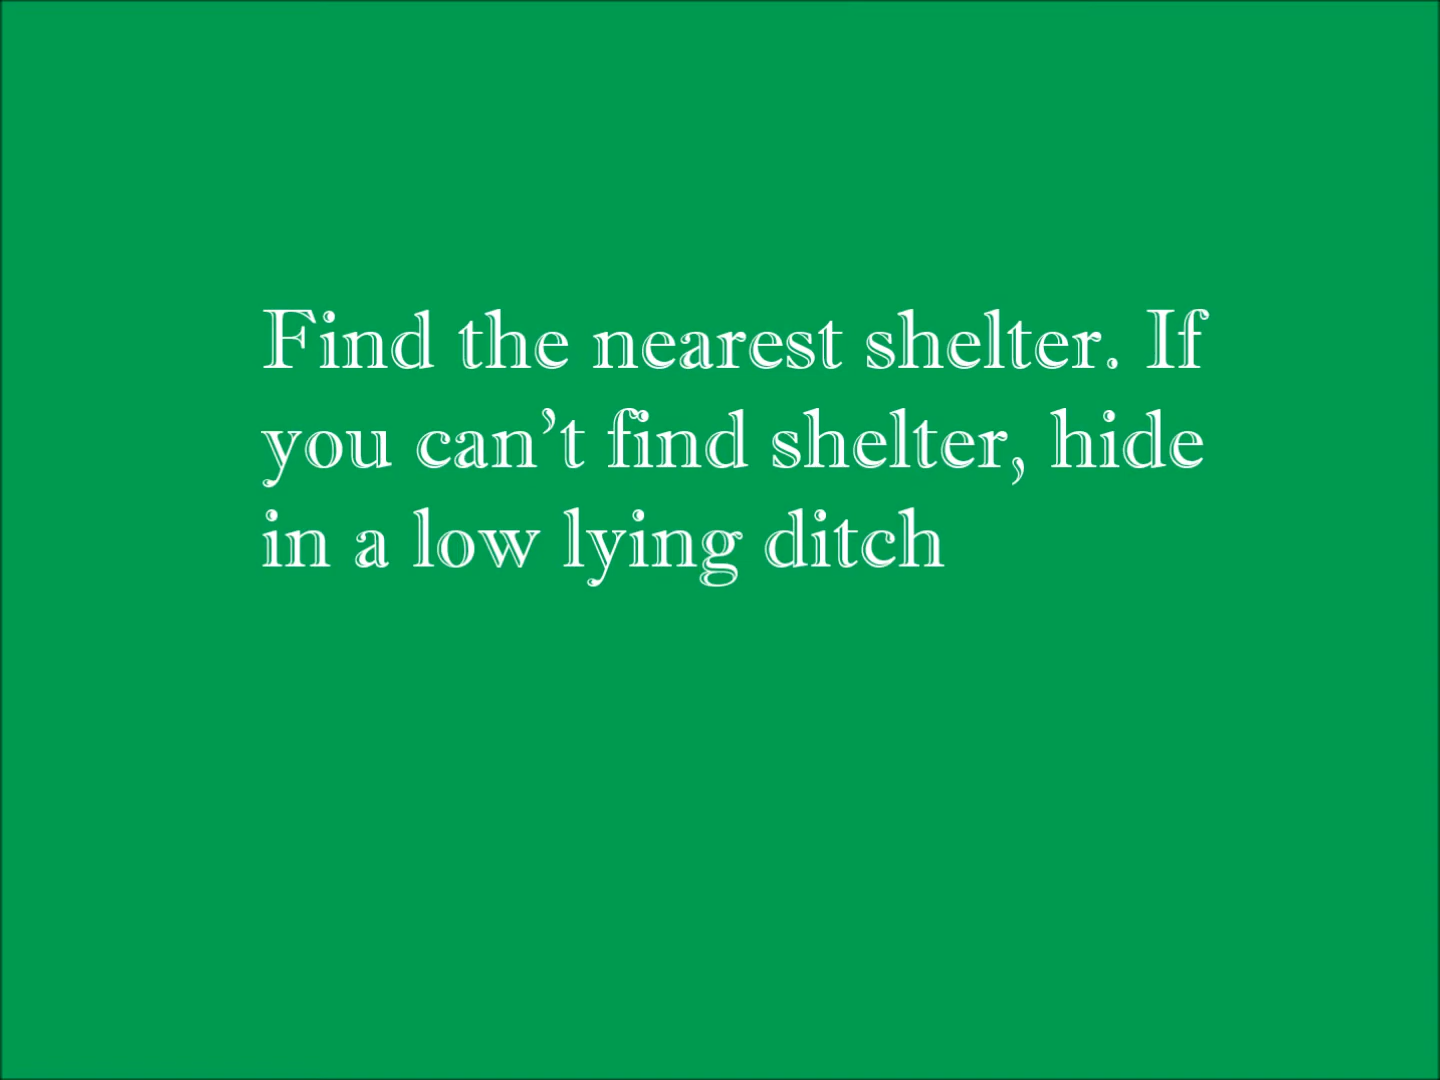 Find the nearest shelter. If
you can’t find shelter, hide
in a low lying ditch